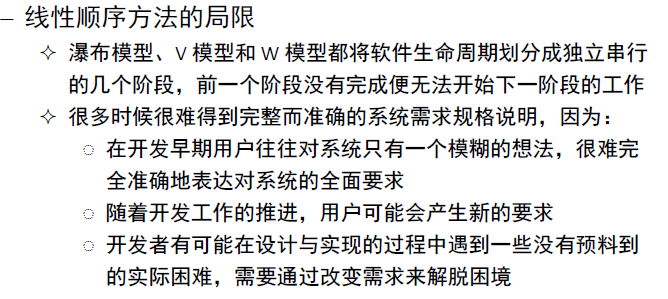 – 线性顺序方法的局限
✧ 瀑布模型、V 模型和 W 模型都将软件生命周期划分成独立串行
的几个阶段，前一个阶段没有完成便无法开始下一阶段的工作
✧ 很多时候很难得到完整而准确的系统需求规格说明，因为：
◌ 在开发早期用户往往对系统只有一个模糊的想法，很难完
全准确地表达对系统的全面要求
◌ 随着开发工作的推进，用户可能会产生新的要求
◌ 开发者有可能在设计与实现的过程中遇到一些没有预料到
的实际困难，需要通过改变需求来解脱困境